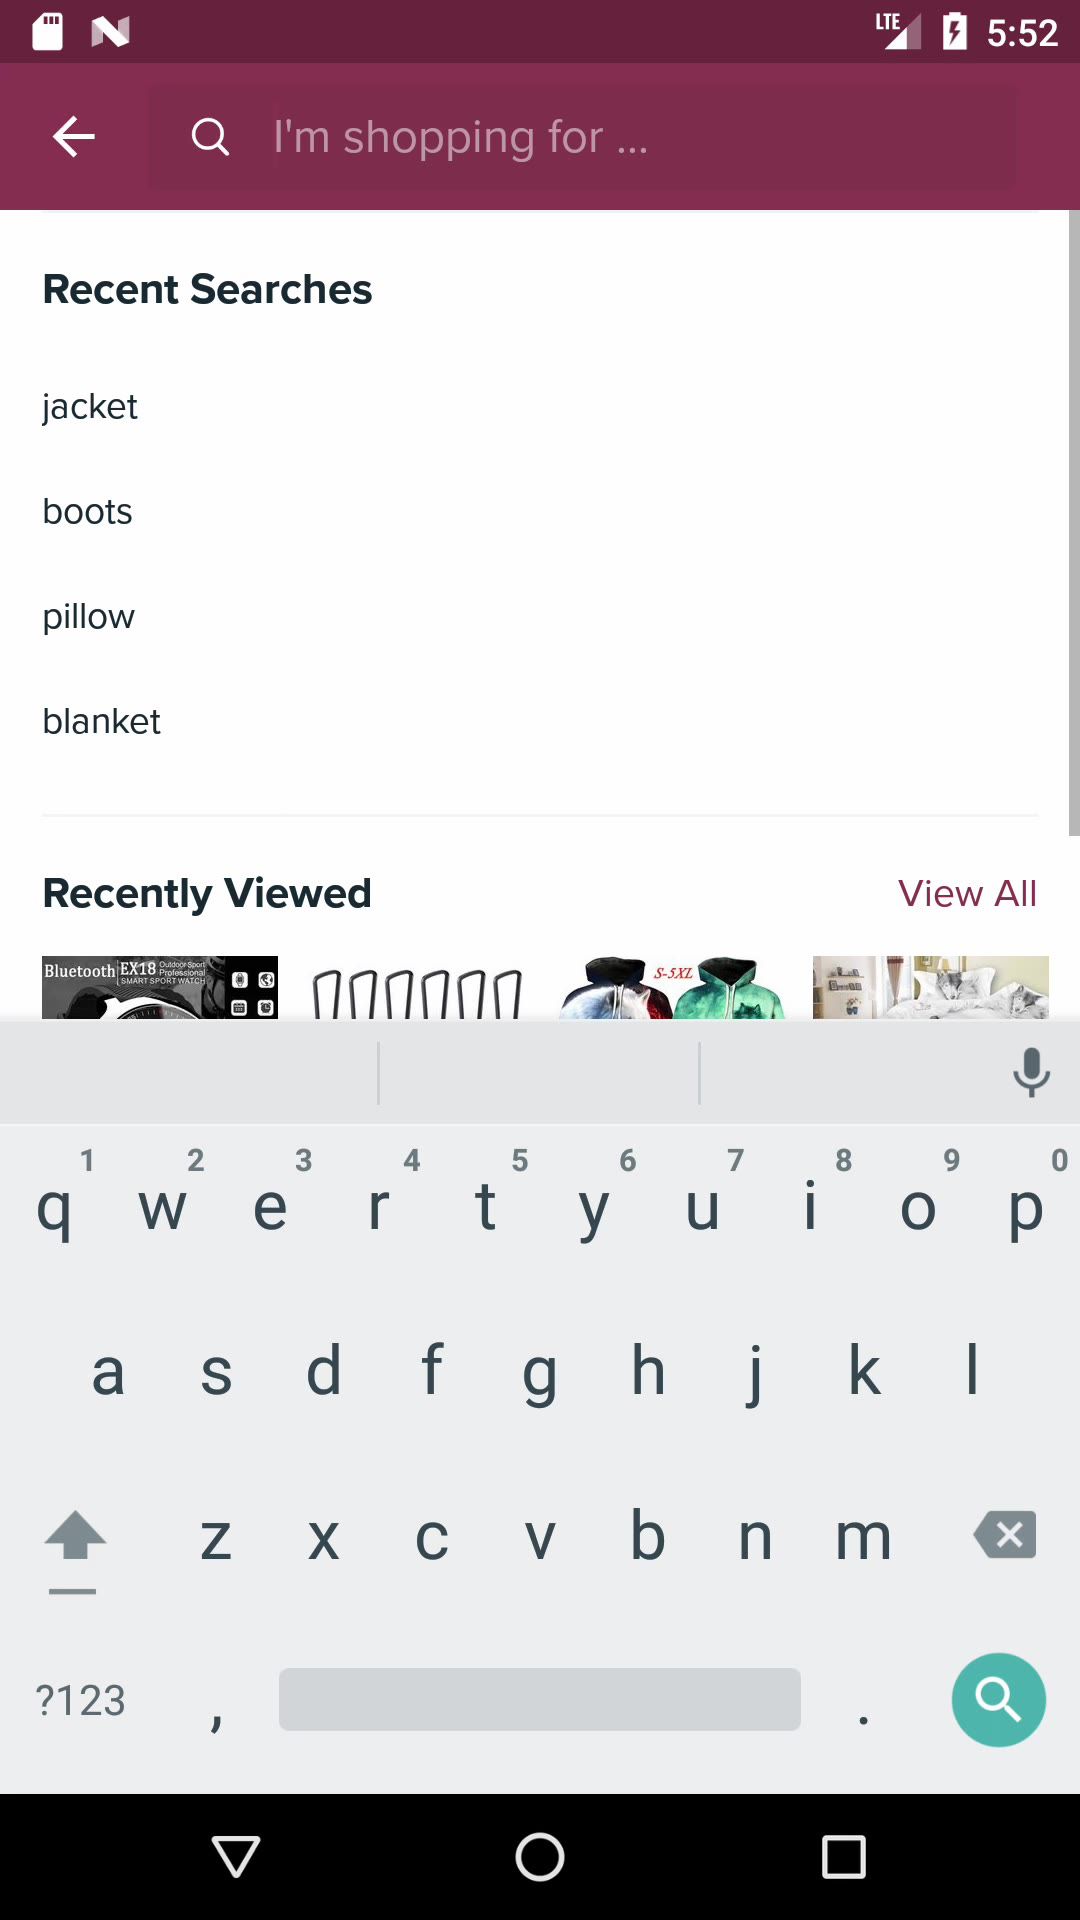 LTE 5:52
I'm shopping for ...
Recent Searches
jacket
boots
pillow
blanket
Recently Viewed View All
Bluetooth EX18 Outdoor Sport
Professional
SMART SPORT WATCH
S-5XL
1 2 3 4 5 6 7 8 9 0
q w e r t y u i o p
a s d f g h j k l
z x c v b n m
?123 , .